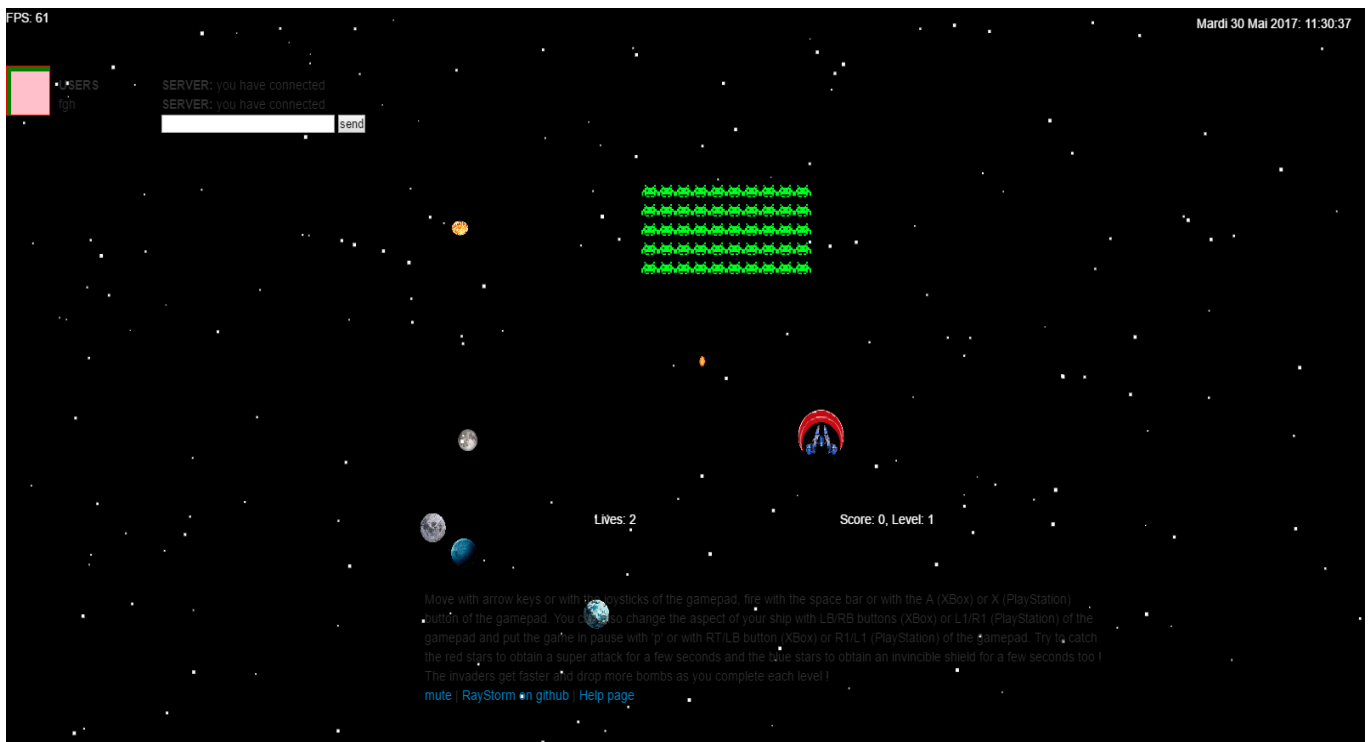 FPS: 61
Mardi 30 Mai 2017: 11:30:37
USERS
fgh
SERVER: you have connected
SERVER: you have connected
send
Lives: 2
Score: 0, Level: 1
Move with arrow keys or with the joysticks of the gamepad, fire with the space bar or with the A (XBox) or X (PlayStation)
button of the gamepad. You can also change the aspect of your ship with LB/RB buttons (XBox) or L1/R1 (PlayStation) of the
gamepad and put the game in pause with 'p' or with RT/LB button (XBox) or R1/L1 (PlayStation) of the gamepad. Try to catch
the red stars to obtain a super attack for a few seconds and the blue stars to obtain an invincible shield for a few seconds too !
The invaders get faster and drop more bombs as you complete each level !
mute | RayStorm on github | Help page